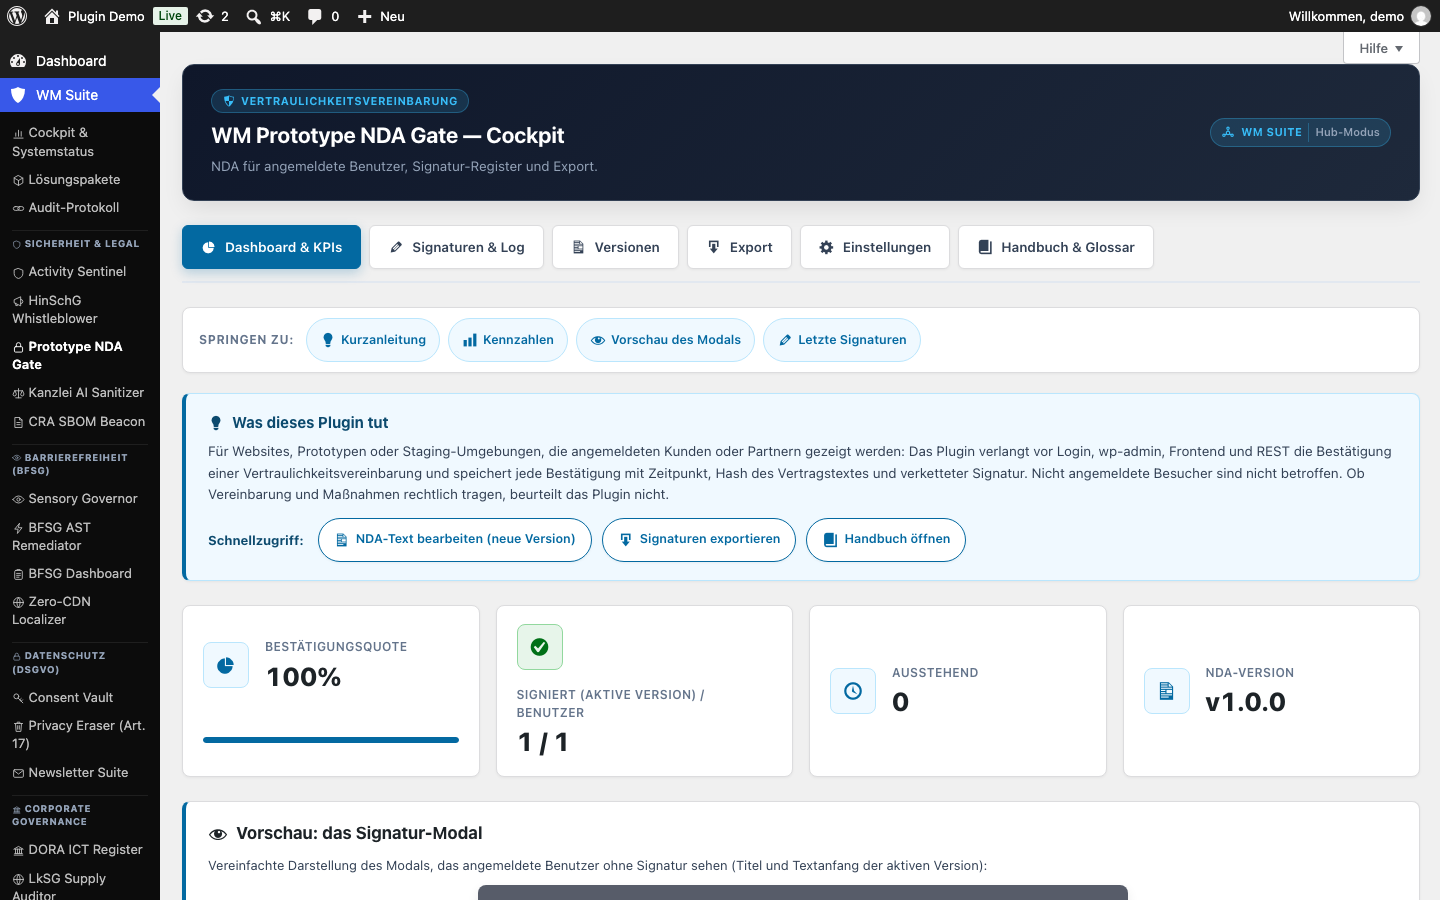 Plugin Demo Live 2 ⌘K 0 Neu
Willkommen, demo
Hilfe
Dashboard
WM Suite
Cockpit &
Systemstatus
Lösungspakete
Audit-Protokoll
SICHERHEIT & LEGAL
Activity Sentinel
HinSchG
Whistleblower
Prototype NDA
Gate
Kanzlei AI Sanitizer
CRA SBOM Beacon
BARRIEREFREIHEIT
(BFSG)
Sensory Governor
BFSG AST
Remediator
BFSG Dashboard
Zero-CDN
Localizer
DATENSCHUTZ
(DSGVO)
Consent Vault
Privacy Eraser (Art.
17)
Newsletter Suite
CORPORATE
GOVERNANCE
DORA ICT Register
LkSG Supply
Auditor
VERTRAULICHKEITSVEREINBARUNG
WM Prototype NDA Gate — Cockpit
NDA für angemeldete Benutzer, Signatur-Register und Export.
WM SUITE Hub-Modus
Dashboard & KPIs
Signaturen & Log
Versionen
Export
Einstellungen
Handbuch & Glossar
SPRINGEN ZU:
Kurzanleitung
Kennzahlen
Vorschau des Modals
Letzte Signaturen
Was dieses Plugin tut
Für Websites, Prototypen oder Staging-Umgebungen, die angemeldeten Kunden oder Partnern gezeigt werden: Das Plugin verlangt vor Login, wp-admin, Frontend und REST die Bestätigung
einer Vertraulichkeitsvereinbarung und speichert jede Bestätigung mit Zeitpunkt, Hash des Vertragstextes und verketteter Signatur. Nicht angemeldete Besucher sind nicht betroffen. Ob
Vereinbarung und Maßnahmen rechtlich tragen, beurteilt das Plugin nicht.
Schnellzugriff:
NDA-Text bearbeiten (neue Version)
Signaturen exportieren
Handbuch öffnen
BESTÄTIGUNGSQUOTE
100%
SIGNIERT (AKTIVE VERSION) /
BENUTZER
1 / 1
AUSSTEHEND
0
NDA-VERSION
v1.0.0
Vorschau: das Signatur-Modal
Vereinfachte Darstellung des Modals, das angemeldete Benutzer ohne Signatur sehen (Titel und Textanfang der aktiven Version):